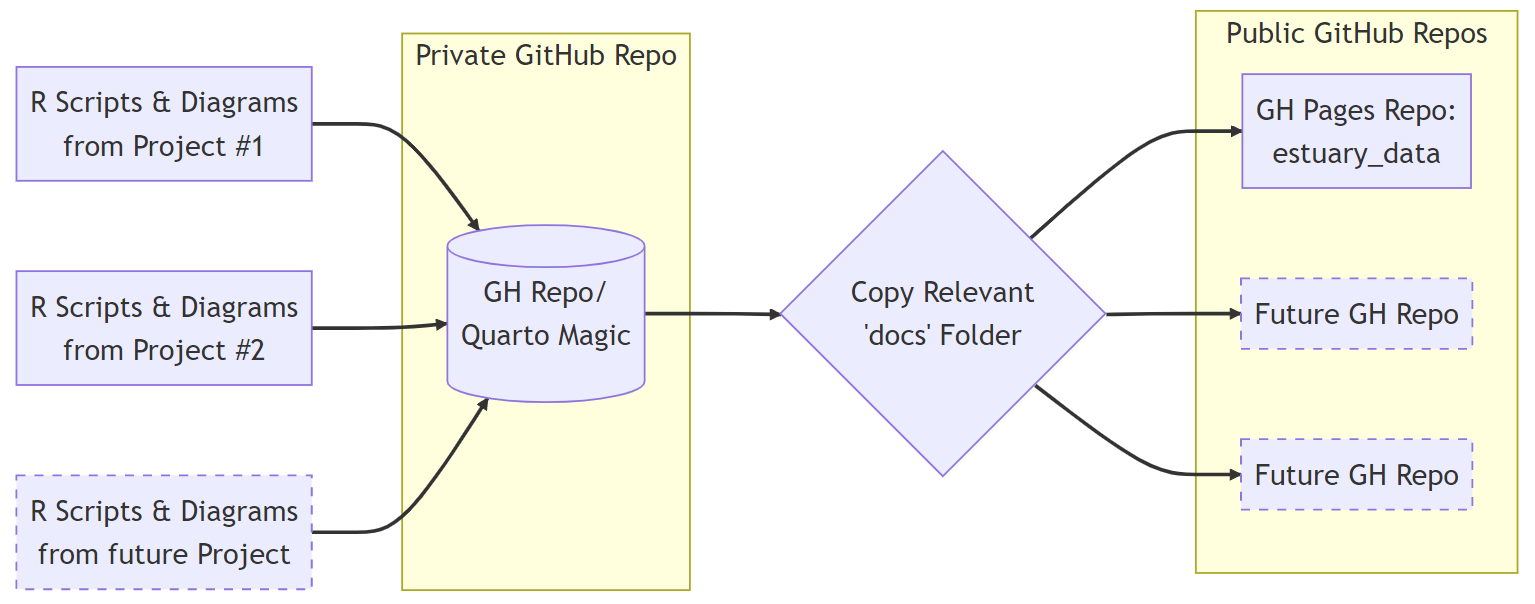 R Scripts & Diagrams
from Project #1
R Scripts & Diagrams
from Project #2
R Scripts & Diagrams
from future Project
Private GitHub Repo
GH Repo/
Quarto Magic
Copy Relevant
'docs' Folder
Public GitHub Repos
GH Pages Repo:
estuary_data
Future GH Repo
Future GH Repo